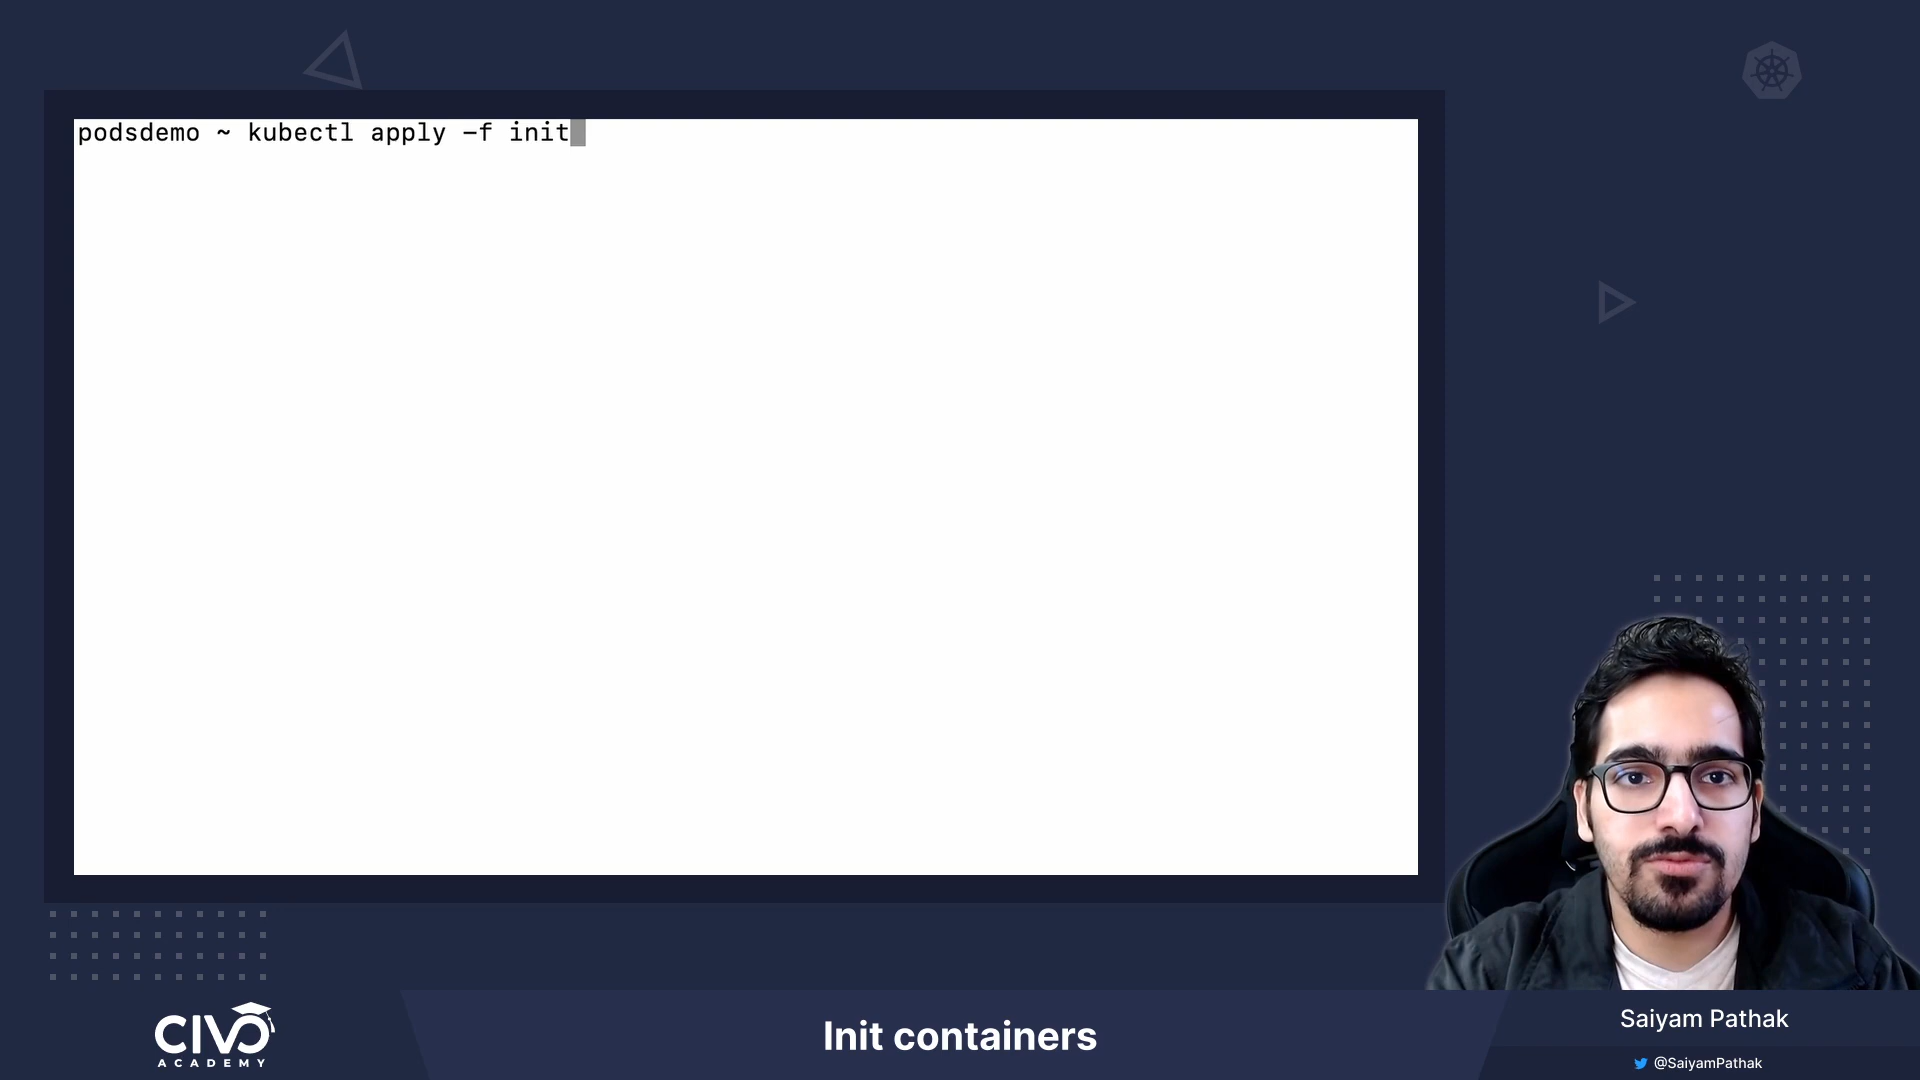 podsdemo ~ kubectl apply -f init
CIVO
ACADEMY
Init containers
Saiyam Pathak
@SaiyamPathak